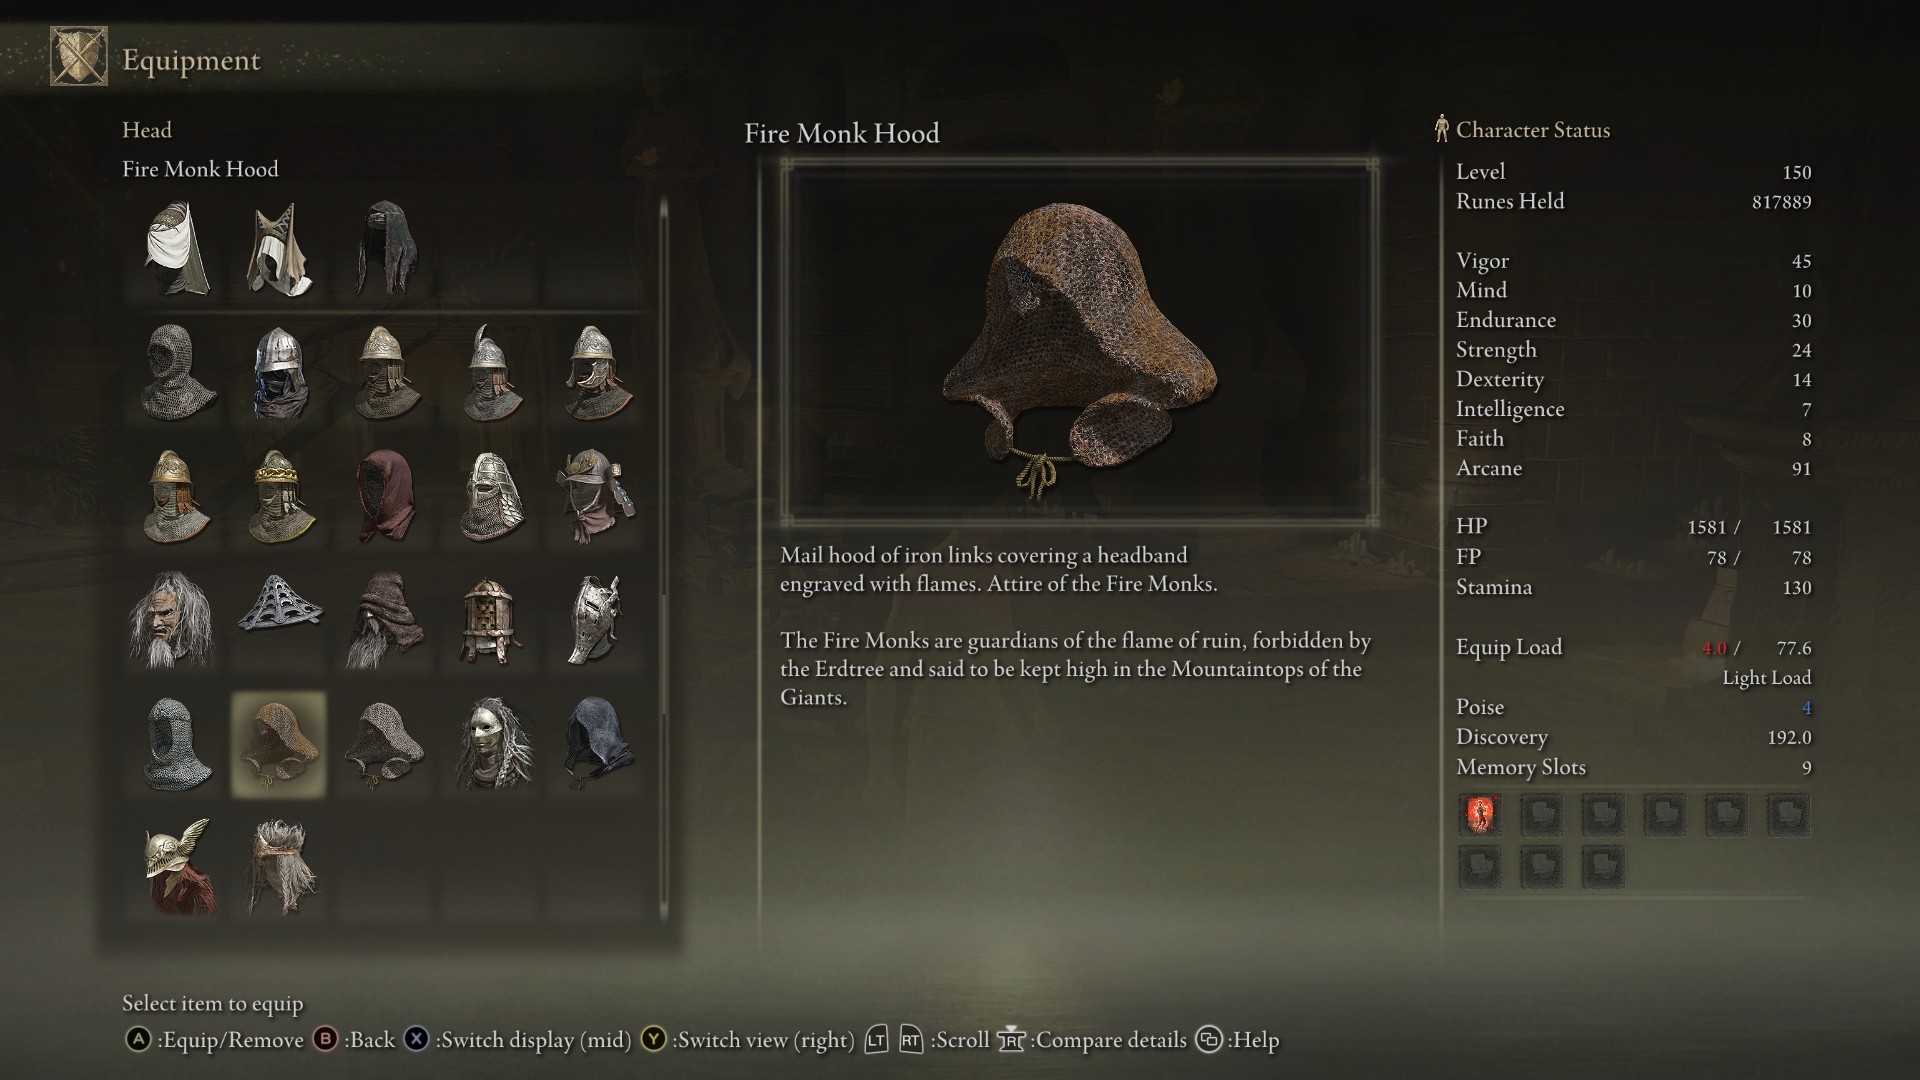 Equipment
Head
Fire Monk Hood
Fire Monk Hood
Mail hood of iron links covering a headband
engraved with flames. Attire of the Fire Monks.
The Fire Monks are guardians of the flame of ruin, forbidden by
the Erdtree and said to be kept high in the Mountaintops of the
Giants.
Character Status
Level 150
Runes Held 817889
Vigor 45
Mind 10
Endurance 30
Strength 24
Dexterity 14
Intelligence 7
Faith 8
Arcane 91
HP 1581 / 1581
FP 78 / 78
Stamina 130
Equip Load 4.0 / 77.6
Light Load
Poise 4
Discovery 192.0
Memory Slots 9
Select item to equip
A :Equip/Remove B :Back X :Switch display (mid) Y :Switch view (right) LT RT :Scroll R :Compare details :Help